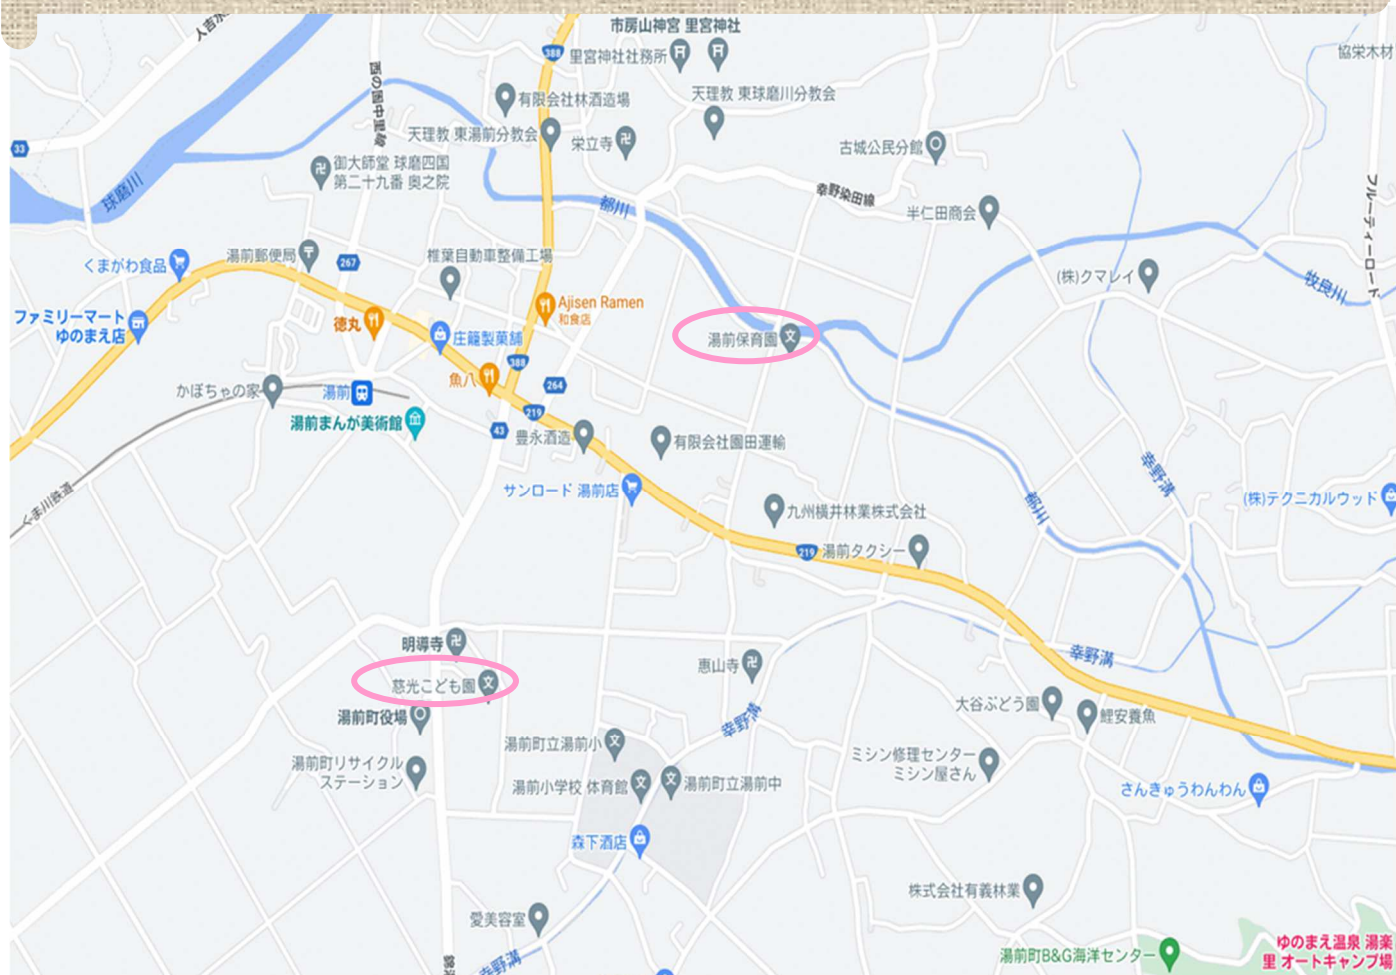 市房山神宮 里宮神社
388
里宮神社社務所
協栄木材
有限会社林酒造場
天理教 東球磨川分教会
天理教 東湯前分教会
栄立寺
古城公民分館
33
御大師堂 球磨四国
第二十九番 奥之院
球磨川
都川
幸野染田線
半仁田商会
フルーティーロード
湯前郵便局
267
椎葉自動車整備工場
くまがわ食品
(株)クマレイ
牧良川
ファミリーマート
ゆのまえ店
徳丸
Ajisen Ramen
和食店
庄籠製菓舗
湯前保育園
388
魚八
264
かぼちゃの家
湯前
219
湯前まんが美術館
43
豊永酒造
有限会社園田運輸
幸野溝
サンロード 湯前店
(株)テクニカルウッド
くま川鉄道
九州横井林業株式会社
都川
219
湯前タクシー
明導寺
幸野溝
恵山寺
慈光こども園
大谷ぶどう園
鯉安養魚
湯前町役場
幸野溝
湯前町立湯前小
湯前町リサイクル
ステーション
ミシン修理センター
ミシン屋さん
湯前小学校 体育館
湯前町立湯前中
さんきゅうわんわん
森下酒店
株式会社有義林業
愛美容室
幸野溝
湯前町B&G海洋センター
ゆのまえ温泉 湯楽
里 オートキャンプ場